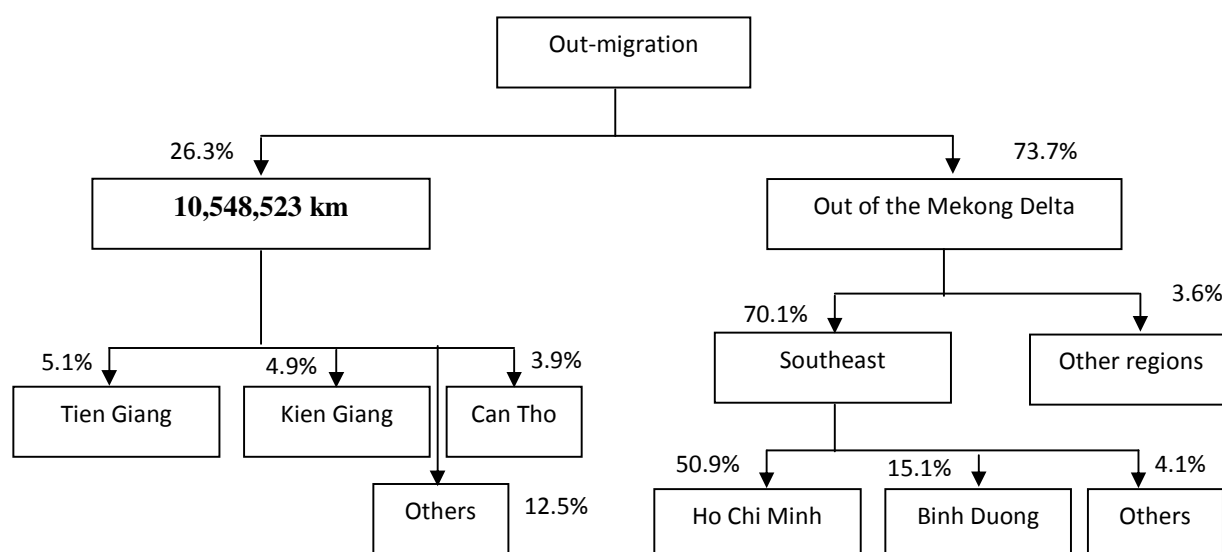 Out-migration
26.3%
73.7%
10,548,523 km
Out of the Mekong Delta
70.1%
3.6%
Southeast
Other regions
5.1%
4.9%
3.9%
Tien Giang
Kien Giang
Can Tho
Others
12.5%
50.9%
15.1%
4.1%
Ho Chi Minh
Binh Duong
Others